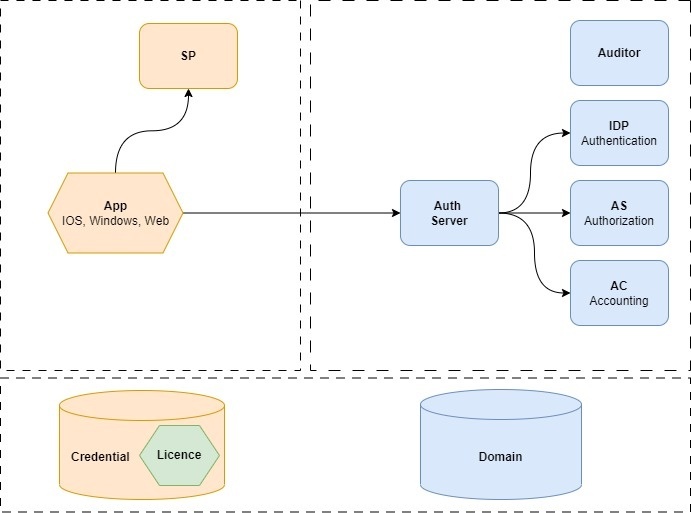 SP
App
IOS, Windows, Web
Auth
Server
Auditor
IDP
Authentication
AS
Authorization
AC
Accounting
Credential
Licence
Domain